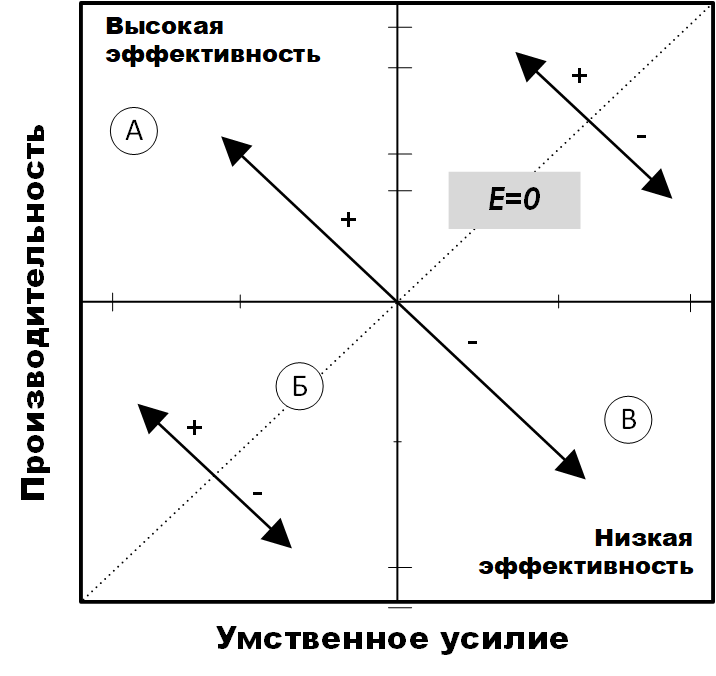 Высокая
эффективность
+
А
-
E=0
+
Производительность
-
Б
В
+
-
Низкая
эффективность
Умственное усилие